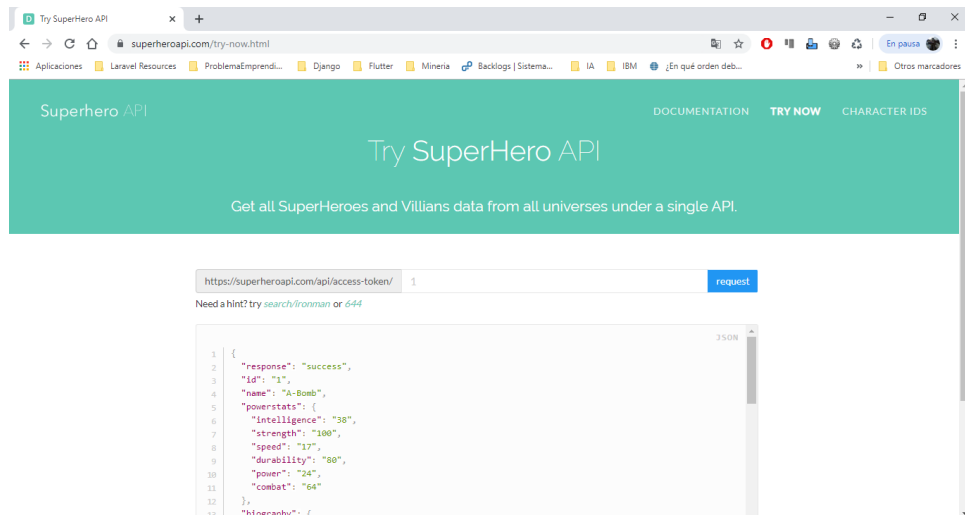 Try SuperHero API
superheroapi.com/try-now.html
En pausa
Aplicaciones Laravel Resources ProblemaEmprendi... Django Flutter Mineria Backlogs | Sistema... IA IBM ¿En qué orden deb... » Otros marcadores
Superhero API DOCUMENTATION TRY NOW CHARACTER IDS
Try SuperHero API
Get all SuperHeroes and Villians data from all universes under a single API.
https://superheroapi.com/api/access-token/ 1 request
Need a hint? try search/ironman or 644
JSON
1 {
2 "response": "success",
3 "id": "1",
4 "name": "A-Bomb",
5 "powerstats": {
6 "intelligence": "38",
7 "strength": "100",
8 "speed": "17",
9 "durability": "80",
10 "power": "24",
11 "combat": "64"
12 },
13 "biography": {